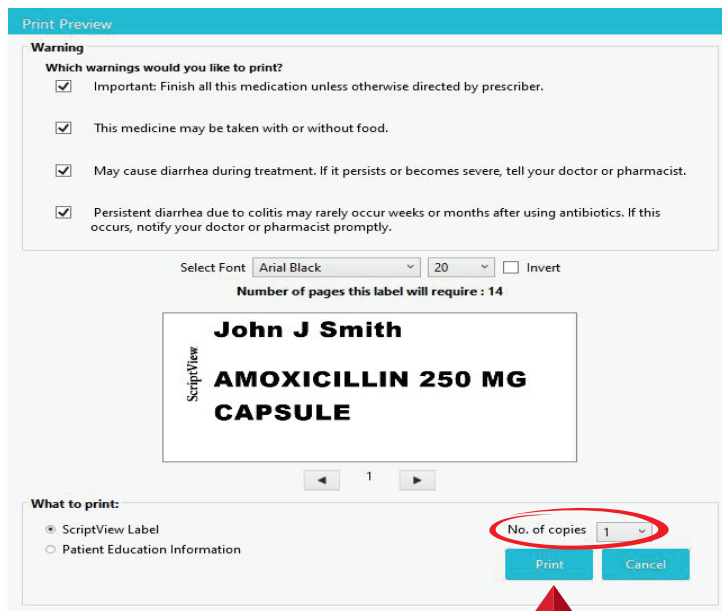 Print Preview
Warning
Which warnings would you like to print?
Important: Finish all this medication unless otherwise directed by prescriber.
This medicine may be taken with or without food.
May cause diarrhea during treatment. If it persists or becomes severe, tell your doctor or pharmacist.
Persistent diarrhea due to colitis may rarely occur weeks or months after using antibiotics. If this
occurs, notify your doctor or pharmacist promptly.
Select Font Arial Black 20 Invert
Number of pages this label will require : 14
ScriptView
John J Smith
AMOXICILLIN 250 MG
CAPSULE
1
What to print:
ScriptView Label
Patient Education Information
No. of copies 1
Print Cancel